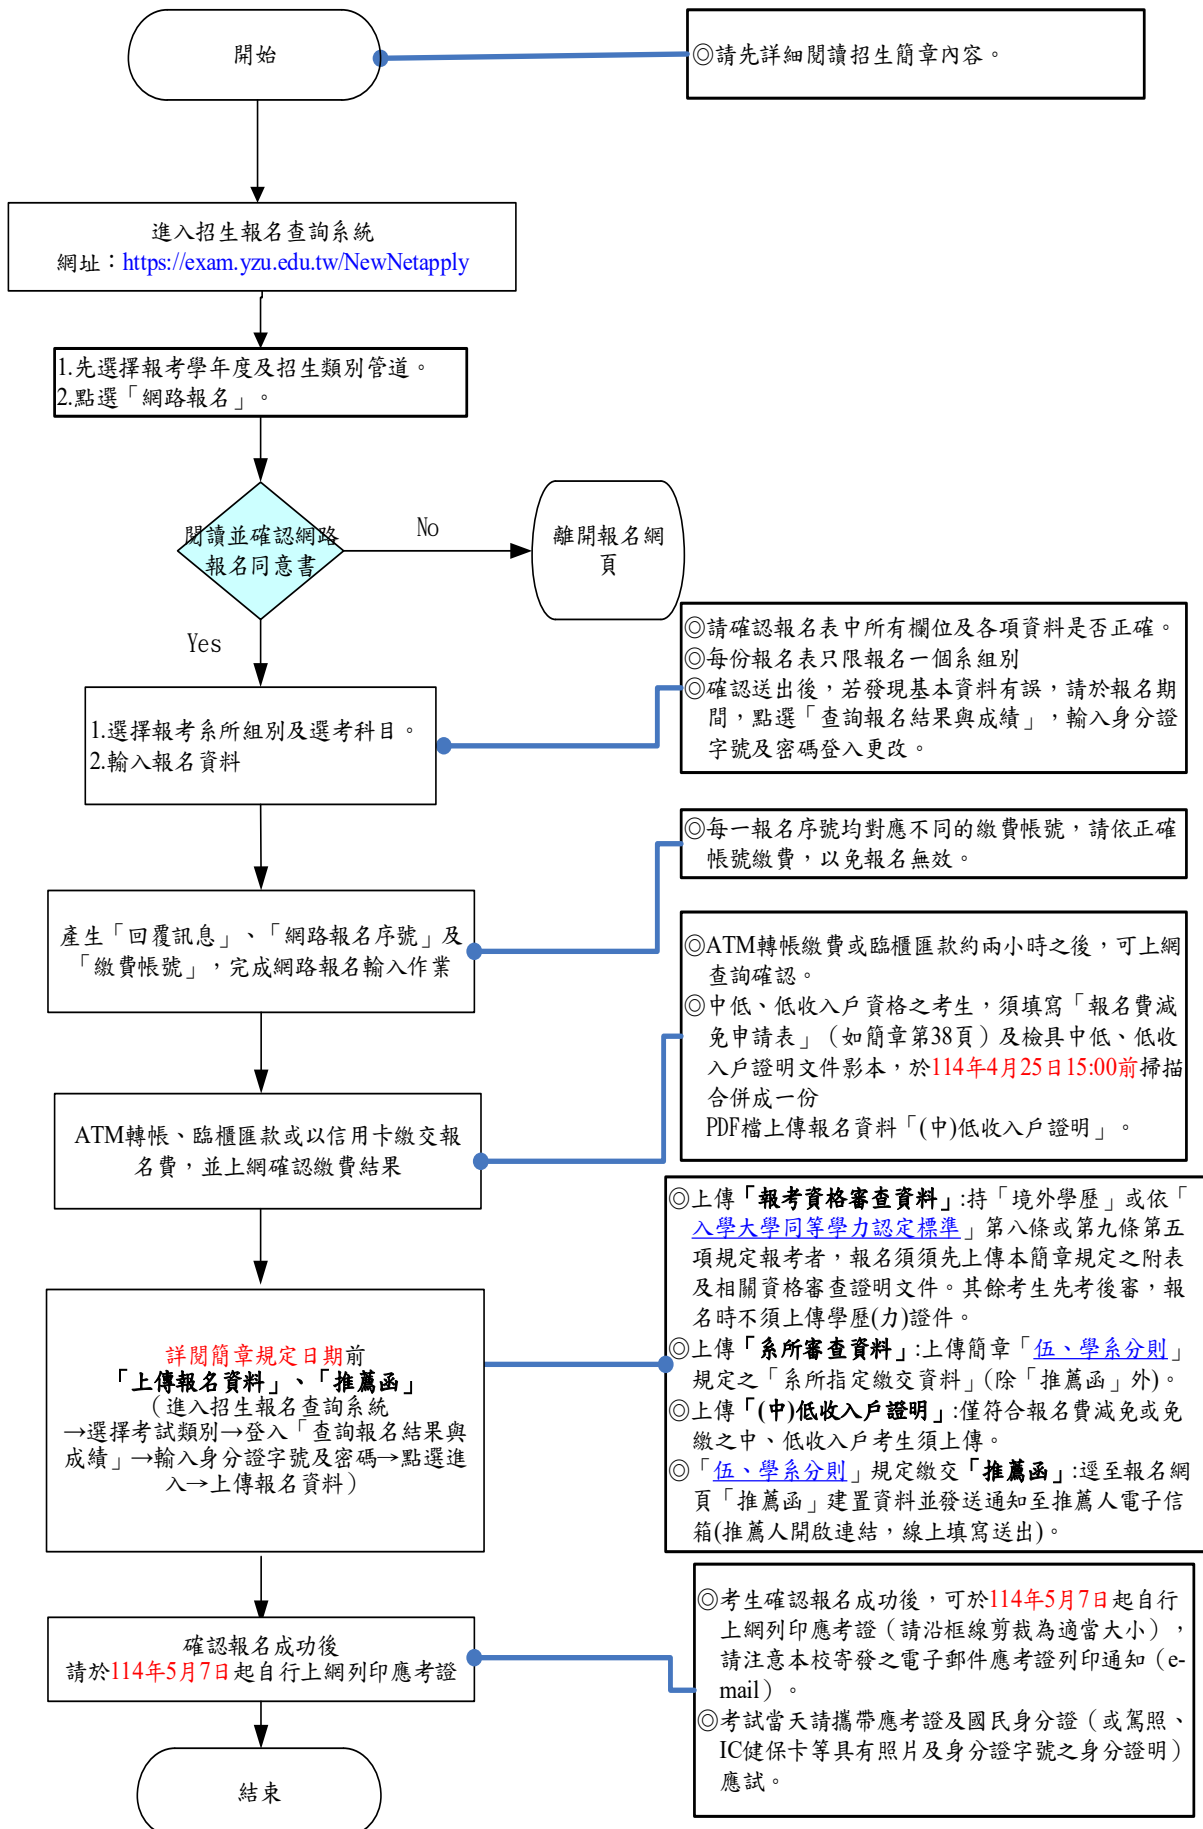 開始
◎請先詳細閱讀招生簡章內容。
進入招生報名查詢系統
網址：https://exam.yzu.edu.tw/NewNetapply
1.先選擇報考學年度及招生類別管道。
2.點選「網路報名」。
閱讀並確認網路
報名同意書
No
離開報名網
頁
Yes
◎請確認報名表中所有欄位及各項資料是否正確。
◎每份報名表只限報名一個系組別
◎確認送出後，若發現基本資料有誤，請於報名期
間，點選「查詢報名結果與成績」，輸入身分證
字號及密碼登入更改。
1.選擇報考系所組別及選考科目。
2.輸入報名資料
◎每一報名序號均對應不同的繳費帳號，請依正確
帳號繳費，以免報名無效。
產生「回覆訊息」、「網路報名序號」及
「繳費帳號」，完成網路報名輸入作業
◎ATM轉帳繳費或臨櫃匯款約兩小時之後，可上網
查詢確認。
◎中低、低收入戶資格之考生，須填寫「報名費減
免申請表」（如簡章第38頁）及檢具中低、低收
入戶證明文件影本，於114年4月25日15:00前掃描
合併成一份
PDF檔上傳報名資料「(中)低收入戶證明」。
ATM轉帳、臨櫃匯款或以信用卡繳交報
名費，並上網確認繳費結果
◎上傳「報考資格審查資料」:持「境外學歷」或依「
入學大學同等學力認定標準」第八條或第九條第五
項規定報考者，報名須須先上傳本簡章規定之附表
及相關資格審查證明文件。其餘考生先考後審，報
名時不須上傳學歷(力)證件。
◎上傳「系所審查資料」:上傳簡章「伍、學系分則」
規定之「系所指定繳交資料」(除「推薦函」外)。
◎上傳「(中)低收入戶證明」:僅符合報名費減免或免
繳之中、低收入戶考生須上傳。
◎「伍、學系分則」規定繳交「推薦函」:逕至報名網
頁「推薦函」建置資料並發送通知至推薦人電子信
箱(推薦人開啟連結，線上填寫送出)。
詳閱簡章規定日期前
「上傳報名資料」、「推薦函」
（進入招生報名查詢系統
→選擇考試類別→登入「查詢報名結果與
成績」→輸入身分證字號及密碼→點選進
入→上傳報名資料）
◎考生確認報名成功後，可於114年5月7日起自行
上網列印應考證（請沿框線剪裁為適當大小），
請注意本校寄發之電子郵件應考證列印通知（e-
mail）。
◎考試當天請攜帶應考證及國民身分證（或駕照、
IC健保卡等具有照片及身分證字號之身分證明）
應試。
確認報名成功後
請於114年5月7日起自行上網列印應考證
結束